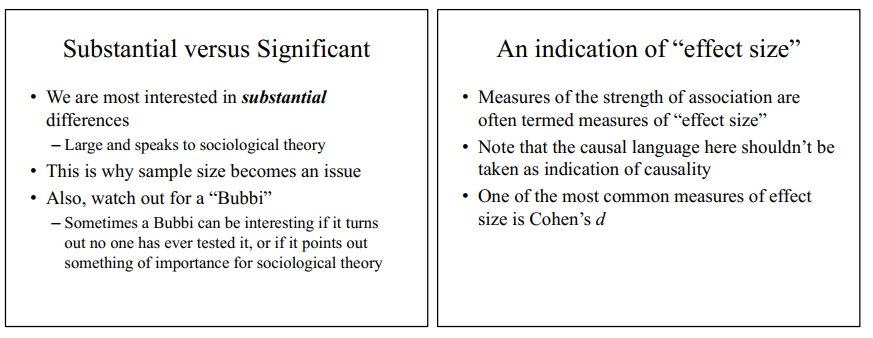 Substantial versus Significant
• We are most interested in substantial
differences
– Large and speaks to sociological theory
• This is why sample size becomes an issue
• Also, watch out for a “Bubbi”
– Sometimes a Bubbi can be interesting if it turns
out no one has ever tested it, or if it points out
something of importance for sociological theory
An indication of “effect size”
• Measures of the strength of association are
often termed measures of “effect size”
• Note that the causal language here shouldn’t be
taken as indication of causality
• One of the most common measures of effect
size is Cohen’s d